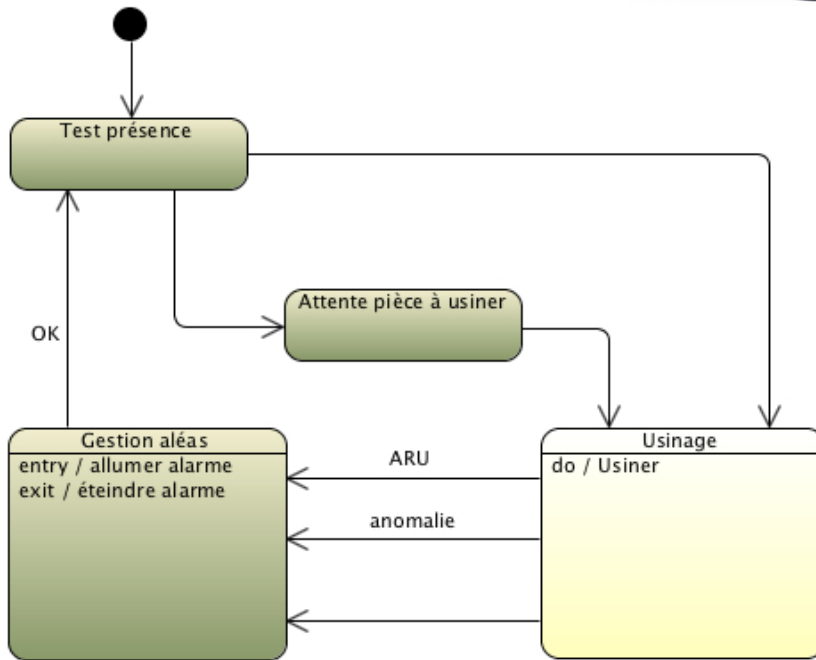 Test présence
Attente pièce à usiner
OK
Gestion aléas
entry / allumer alarme
exit / éteindre alarme
ARU
anomalie
Usinage
do / Usiner